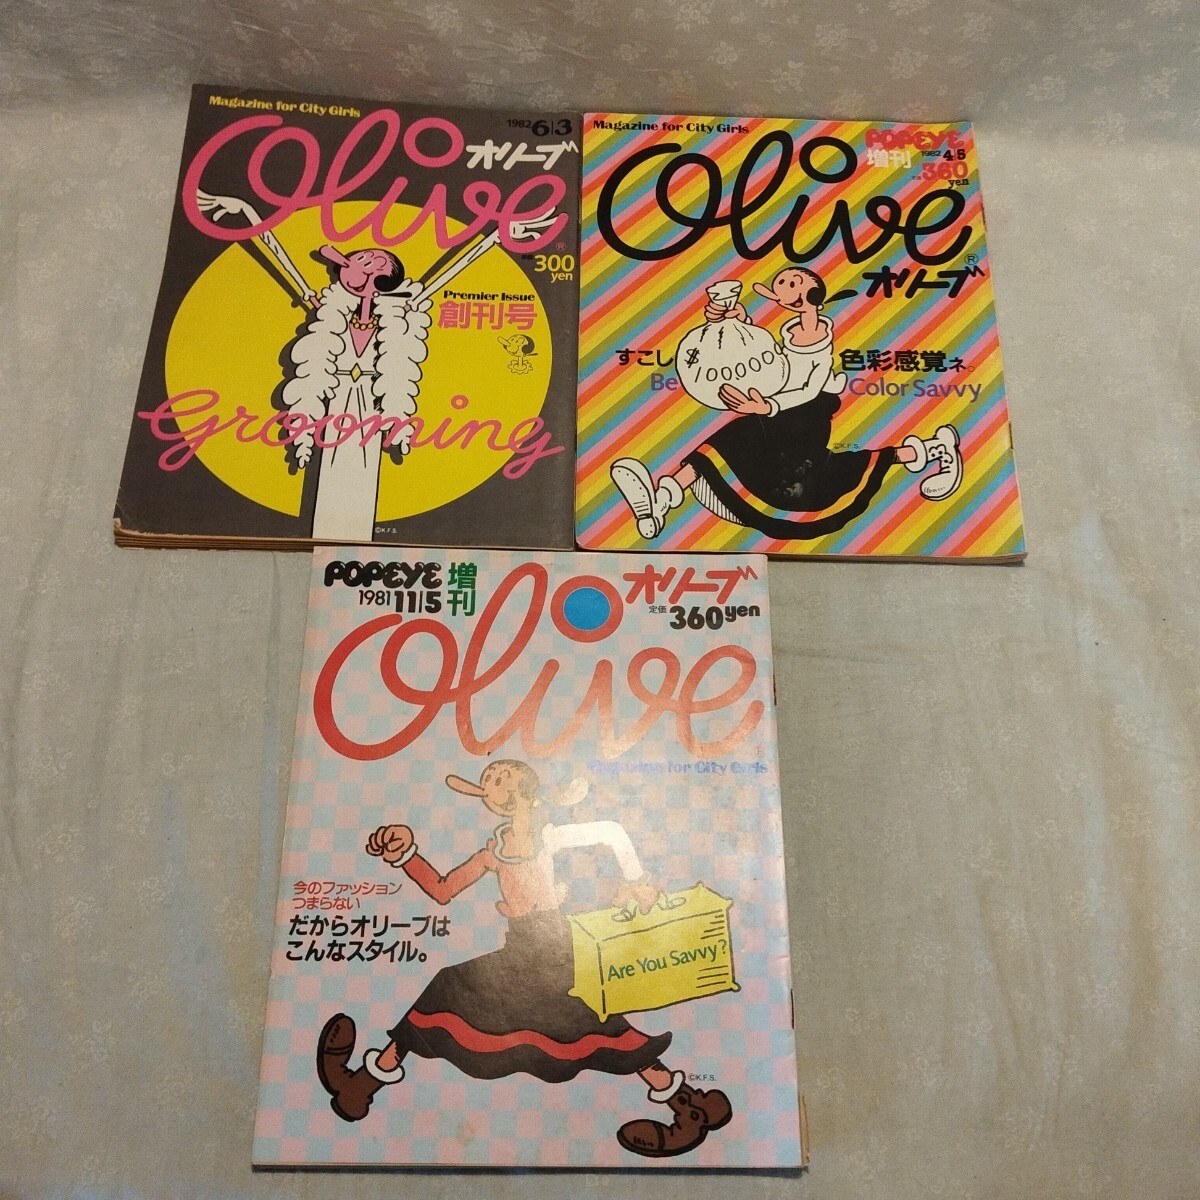 Magazine for City Girls
1982 6|3
Olive
オリーブ
®
300
yen
Premier Issue
創刊号
Grooming
©K.F.S.
Magazine for City Girls
POPEYE
増刊
1982 4|5
定価 360
yen
Olive
®
オリーブ
すこし
色彩感覚ネ。
Be
Color Savvy
$
10000000
©K.F.S.
POPEYE
増刊
1981 11|5
オリーブ
定価 360yen
Olive
Magazine for City Girls
今のファッション
つまらない
だからオリーブは
こんなスタイル。
Are You Savvy?
©K.F.S.